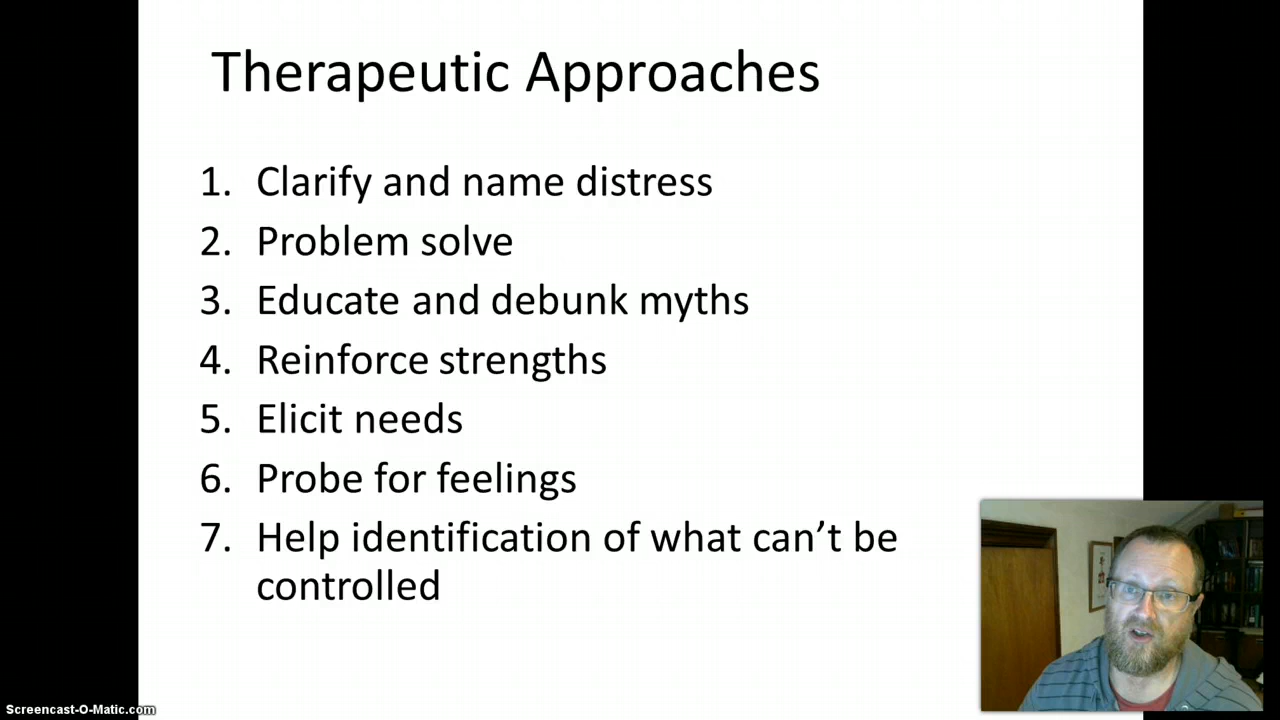 Therapeutic Approaches
1. Clarify and name distress
2. Problem solve
3. Educate and debunk myths
4. Reinforce strengths
5. Elicit needs
6. Probe for feelings
7. Help identification of what can’t be
controlled
Screencast-O-Matic.com